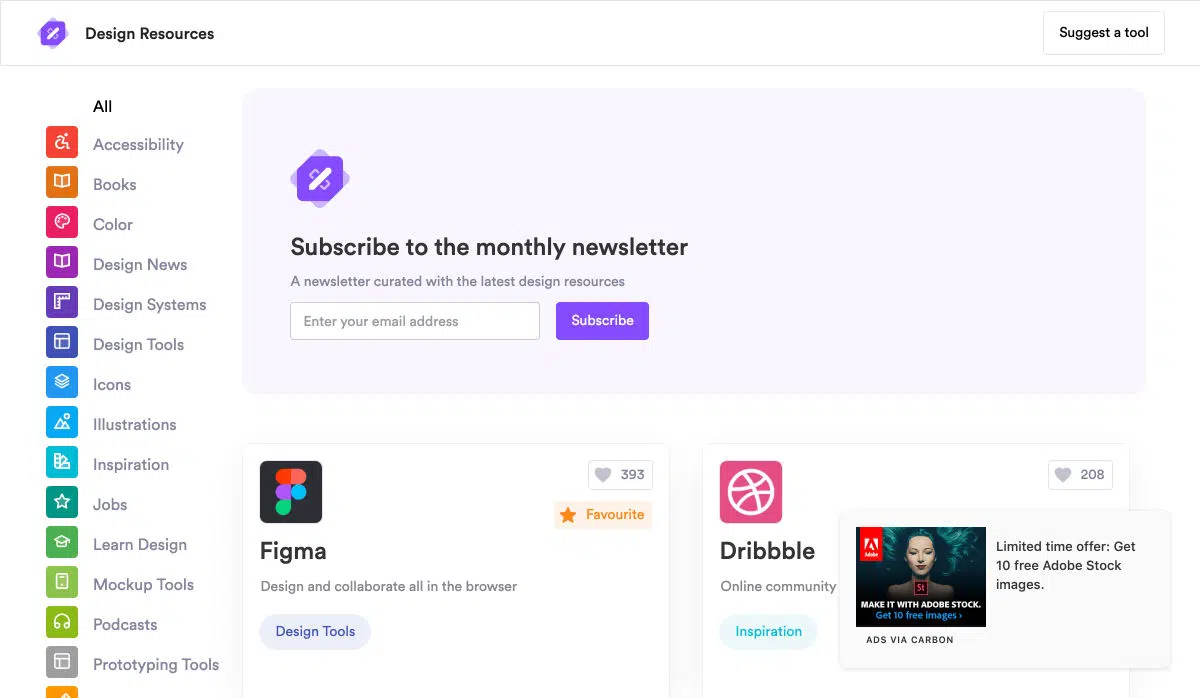 Design Resources
Suggest a tool
All
Accessibility
Books
Color
Design News
Design Systems
Design Tools
Icons
Illustrations
Inspiration
Jobs
Learn Design
Mockup Tools
Podcasts
Prototyping Tools
Subscribe to the monthly newsletter
A newsletter curated with the latest design resources
Enter your email address
Subscribe
393
Favourite
Figma
Design and collaborate all in the browser
Design Tools
208
Dribbble
Online community
Inspiration
Adobe
St
MAKE IT WITH ADOBE STOCK.
Get 10 free images ›
Limited time offer: Get
10 free Adobe Stock
images.
ADS VIA CARBON